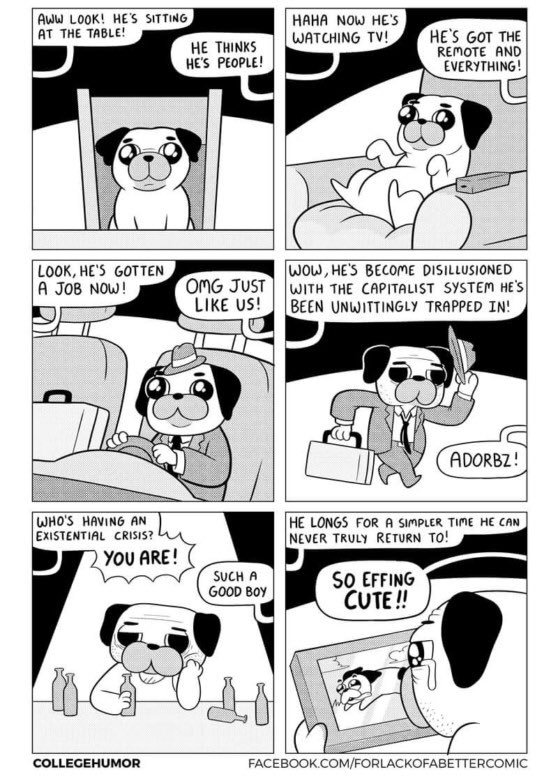 AWW LOOK! HE'S SITTING
AT THE TABLE!
HE THINKS
HE'S PEOPLE!
HAHA NOW HE'S
WATCHING TV!
HE'S GOT THE
REMOTE AND
EVERYTHING!
LOOK, HE'S GOTTEN
A JOB NOW!
OMG JUST
LIKE US!
WOW, HE'S BECOME DISILLUSIONED
WITH THE CAPITALIST SYSTEM HE'S
BEEN UNWITTINGLY TRAPPED IN!
ADORBZ!
WHO'S HAVING AN
EXISTENTIAL CRISIS?
YOU ARE!
SUCH A
GOOD BOY
HE LONGS FOR A SIMPLER TIME HE CAN
NEVER TRULY RETURN TO!
SO EFFING
CUTE!!
COLLEGEHUMOR
FACEBOOK.COM/FORLACKOFABETTERCOMIC